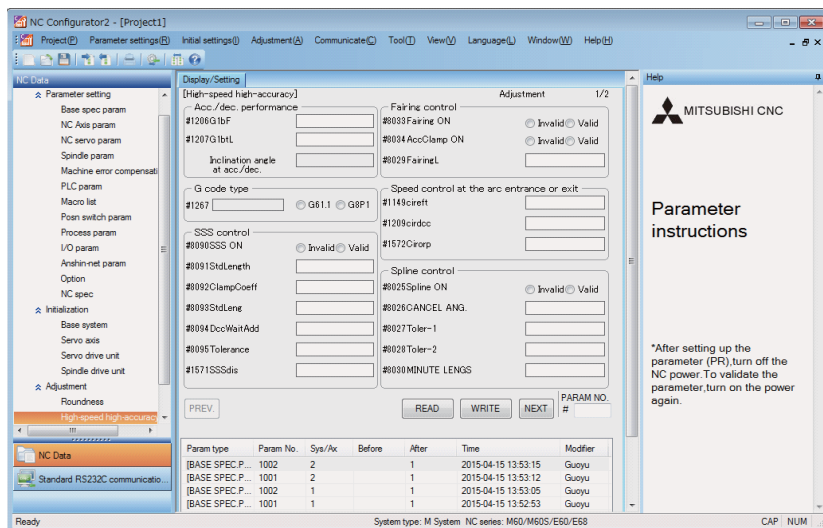 NC Configurator2 - [Project1]
Project(P) Parameter settings(R) Initial settings(I) Adjustment(A) Communicate(C) Tool(T) View(V) Language(L) Window(W) Help(H)
NC Data
Parameter setting
Base spec param
NC Axis param
NC servo param
Spindle param
Machine error compensati
PLC param
Macro list
Posn switch param
Process param
I/O param
Anshin-net param
Option
NC spec
Initialization
Base system
Servo axis
Servo drive unit
Spindle drive unit
Adjustment
Roundness
High-speed high-accurac
NC Data
Standard RS232C communicatio...
Display/Setting
[High-speed high-accuracy] Adjustment 1/2
Acc./dec. performance
#1206G1bF
#1207G1btL
Inclination angle
at acc/dec.
G code type
#1267 G61.1 G8P1
SSS control
#8090SSS ON Invalid Valid
#8091StdLength
#8092ClampCoeff
#8093StdLeng
#8094DccWaitAdd
#8095Tolerance
#1571SSSdis
Fairing control
#8033Fairing ON Invalid Valid
#8034AccClamp ON Invalid Valid
#8029FairingL
Speed control at the arc entrance or exit
#1149cireft
#1209cirdcc
#1572Cirorp
Spline control
#8025Spline ON Invalid Valid
#8026CANCEL ANG.
#8027Toler-1
#8028Toler-2
#8030MINUTE LENGS
PREV. READ WRITE NEXT PARAM NO.
#
Param type Param No. Sys/Ax Before After Time Modifier
[BASE SPEC.P... 1002 2 1 2015-04-15 13:53:15 Guoyu
[BASE SPEC.P... 1001 2 1 2015-04-15 13:53:12 Guoyu
[BASE SPEC.P... 1002 1 1 2015-04-15 13:53:05 Guoyu
[BASE SPEC.P... 1001 1 1 2015-04-15 13:52:53 Guoyu
Help
MITSUBISHI CNC
Parameter
instructions
*After setting up the
parameter (PR),turn off the
NC power.To validate the
parameter,turn on the power
again.
Ready System type: M System NC series: M60/M60S/E60/E68 CAP NUM